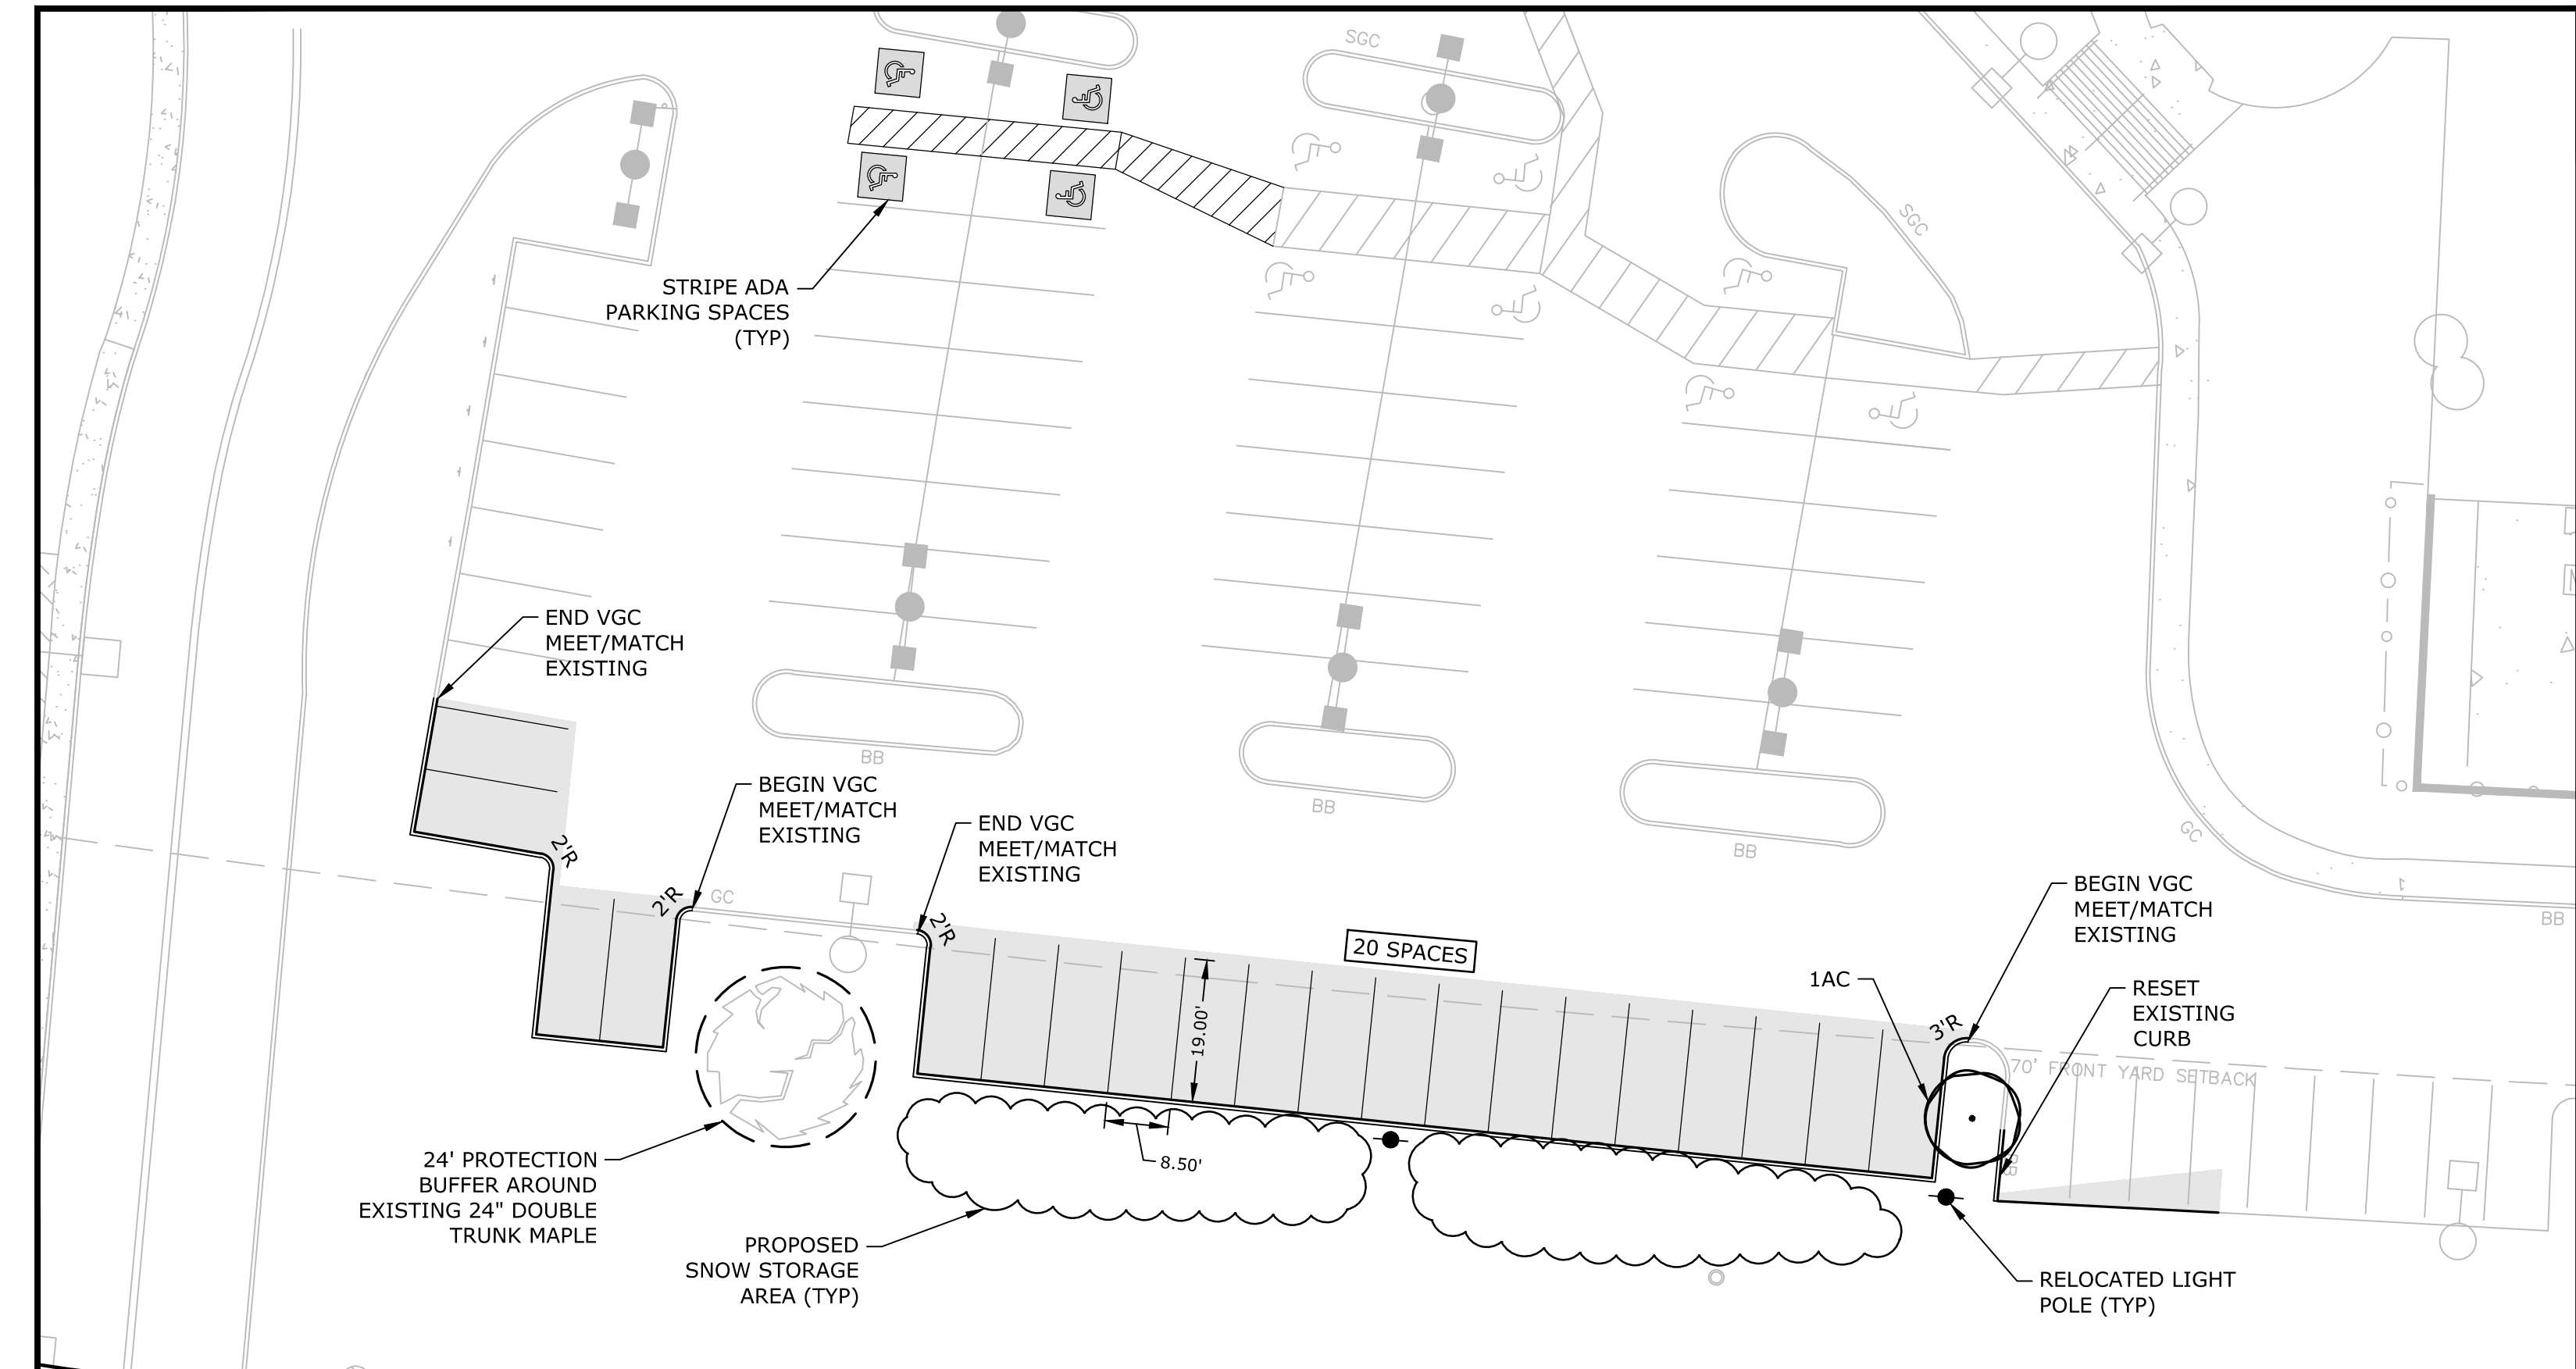 SGC
SGC
STRIPE ADA
PARKING SPACES
(TYP)
END VGC
MEET/MATCH
EXISTING
BB
BEGIN VGC
MEET/MATCH
EXISTING
BB
END VGC
MEET/MATCH
EXISTING
BB
GC
2'R
2'R
GC
2'R
20 SPACES
BEGIN VGC
MEET/MATCH
EXISTING
BB
1AC
RESET
EXISTING
CURB
3'R
19.00'
70' FRONT YARD SETBACK
8.50'
BB
24' PROTECTION
BUFFER AROUND
EXISTING 24" DOUBLE
TRUNK MAPLE
PROPOSED
SNOW STORAGE
AREA (TYP)
RELOCATED LIGHT
POLE (TYP)